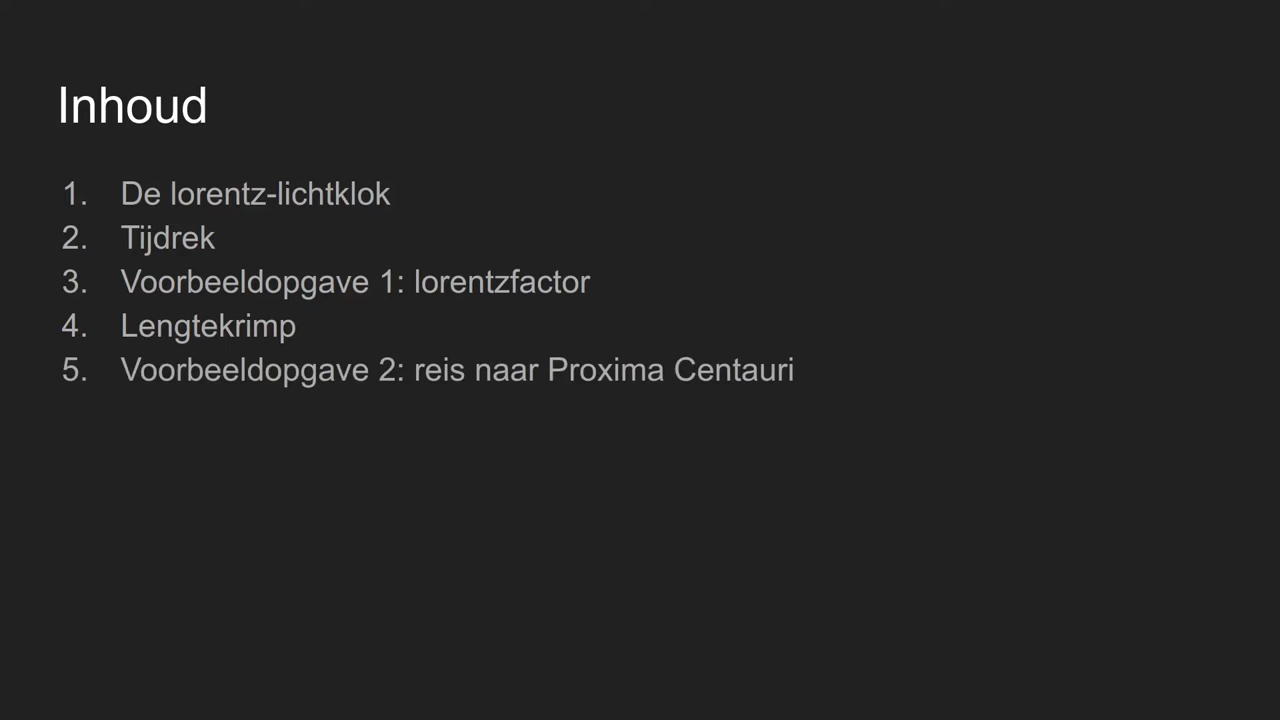 Inhoud
1. De lorentz-lichtklok
2. Tijdrek
3. Voorbeeldopgave 1: lorentzfactor
4. Lengtekrimp
5. Voorbeeldopgave 2: reis naar Proxima Centauri